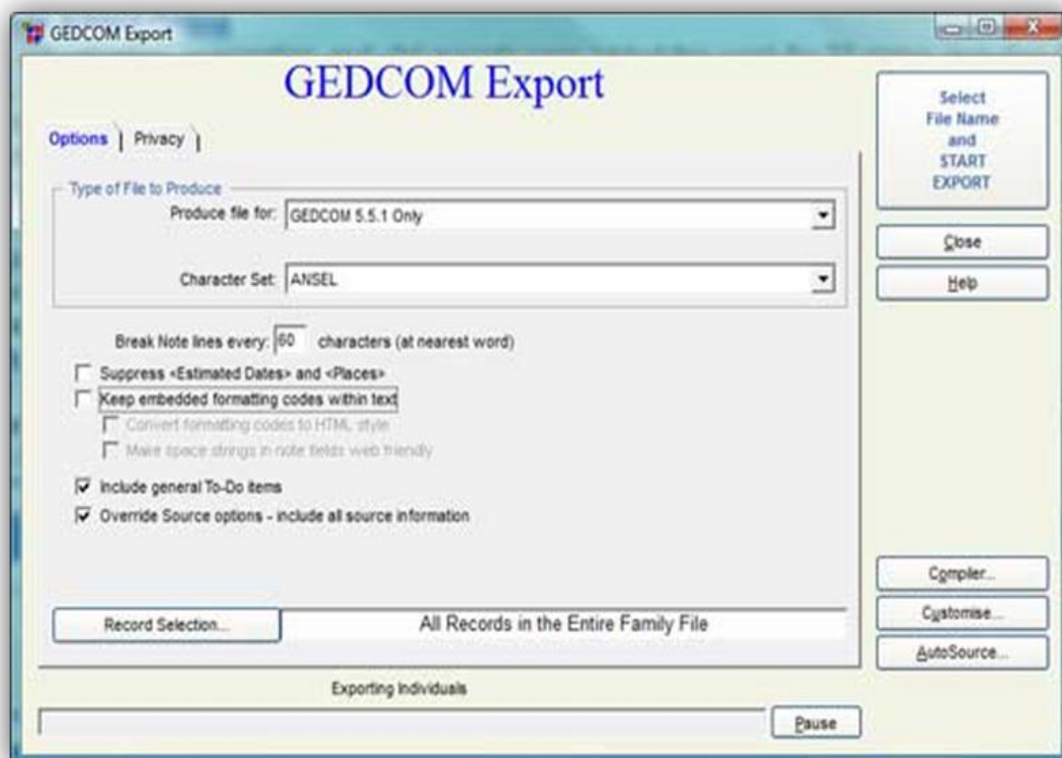 GEDCOM Export
GEDCOM Export
Options
Privacy
Type of File to Produce
Produce file for: GEDCOM 5.5.1 Only
Character Set: ANSEL
Break Note lines every: 60 characters (at nearest word)
Suppress <Estimated Dates> and <Places>
Keep embedded formatting codes within text
Convert formatting codes to HTML style
Make space strings in note fields web friendly
Include general To-Do items
Override Source options - include all source information
Record Selection...
All Records in the Entire Family File
Exporting Individuals
Pause
Select
File Name
and
START
EXPORT
Close
Help
Compiler...
Customise...
AutoSource...